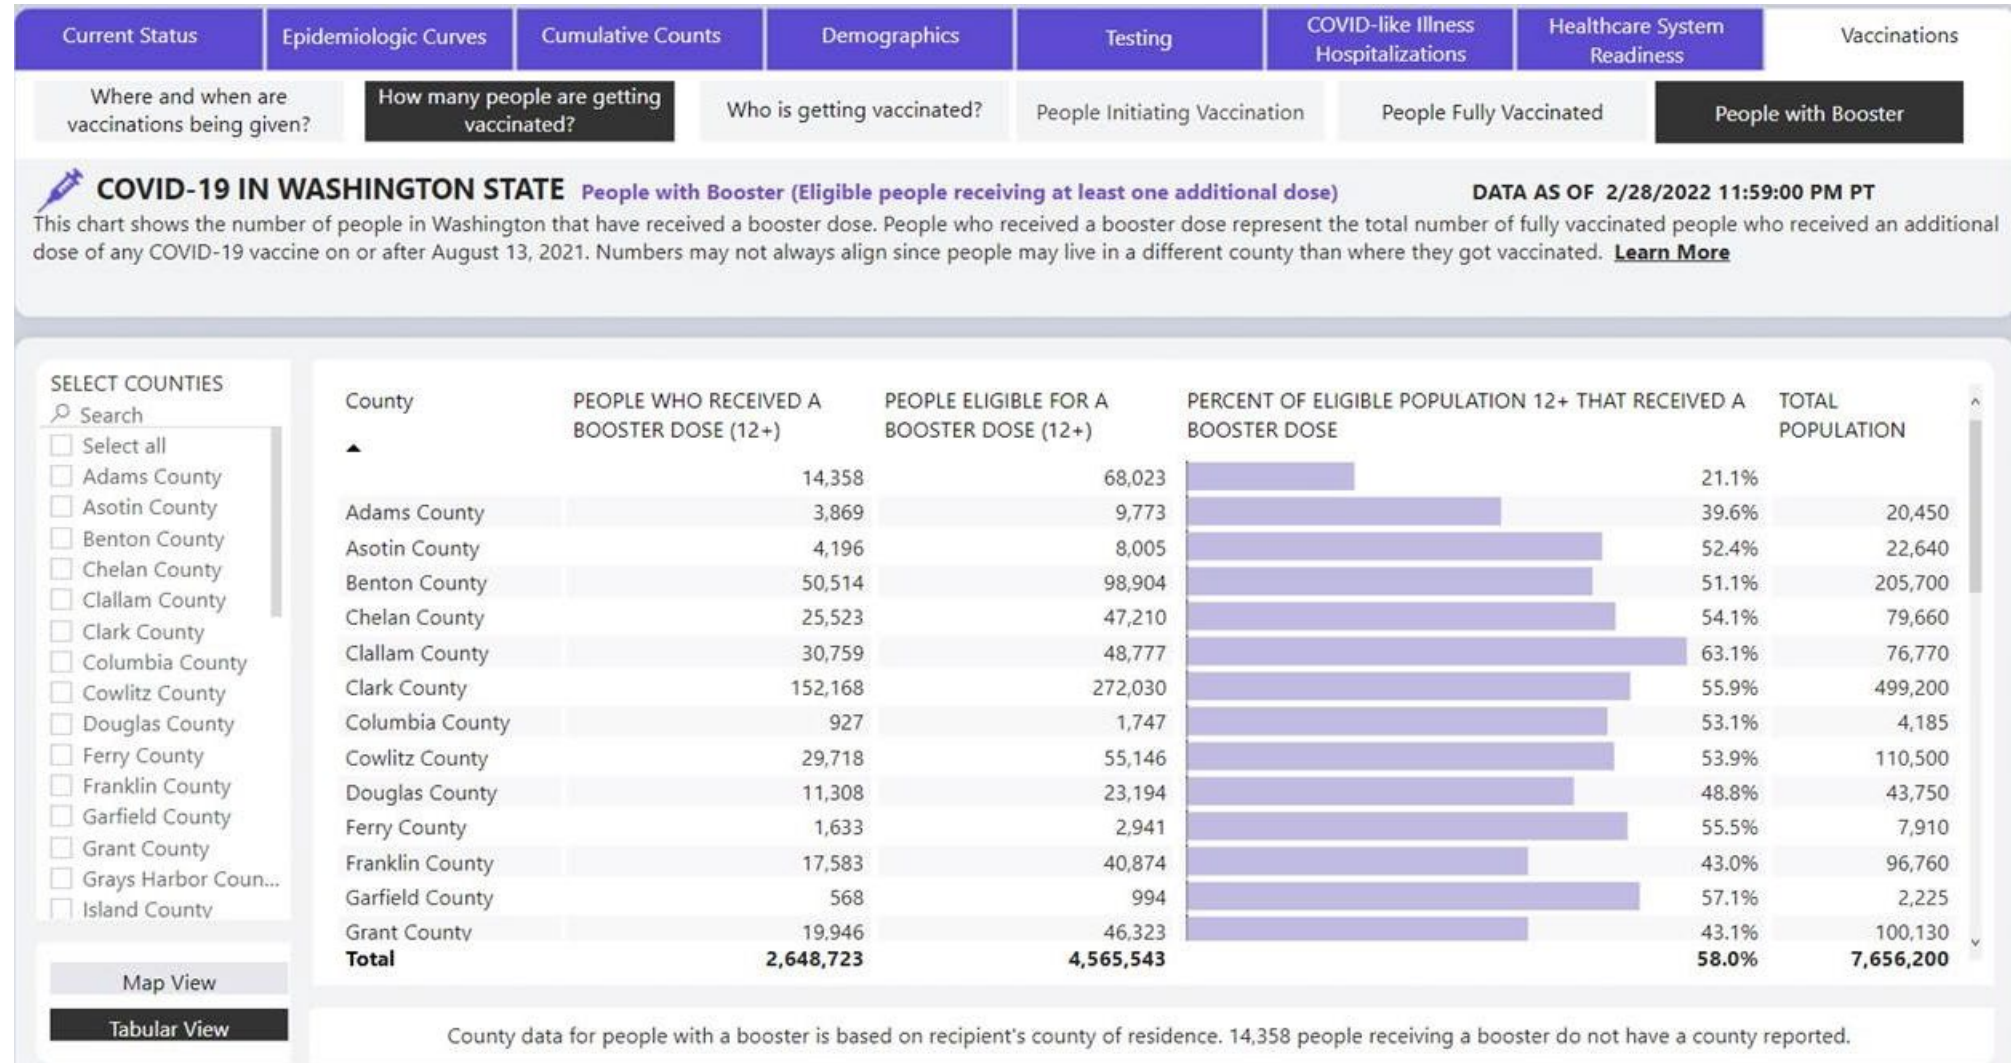 Current Status
Epidemiologic Curves
Cumulative Counts
Demographics
Testing
COVID-like Illness
Hospitalizations
Healthcare System
Readiness
Vaccinations
Where and when are
vaccinations being given?
How many people are getting
vaccinated?
Who is getting vaccinated?
People Initiating Vaccination
People Fully Vaccinated
People with Booster
COVID-19 IN WASHINGTON STATE People with Booster (Eligible people receiving at least one additional dose) DATA AS OF 2/28/2022 11:59:00 PM PT
This chart shows the number of people in Washington that have received a booster dose. People who received a booster dose represent the total number of fully vaccinated people who received an additional
dose of any COVID-19 vaccine on or after August 13, 2021. Numbers may not always align since people may live in a different county than where they got vaccinated. Learn More
SELECT COUNTIES
Search
Select all
Adams County
Asotin County
Benton County
Chelan County
Clallam County
Clark County
Columbia County
Cowlitz County
Douglas County
Ferry County
Franklin County
Garfield County
Grant County
Grays Harbor Coun...
Island County
Map View
Tabular View
County
PEOPLE WHO RECEIVED A
BOOSTER DOSE (12+)
PEOPLE ELIGIBLE FOR A
BOOSTER DOSE (12+)
PERCENT OF ELIGIBLE POPULATION 12+ THAT RECEIVED A
BOOSTER DOSE
TOTAL
POPULATION
14,358 68,023 21.1%
Adams County 3,869 9,773 39.6% 20,450
Asotin County 4,196 8,005 52.4% 22,640
Benton County 50,514 98,904 51.1% 205,700
Chelan County 25,523 47,210 54.1% 79,660
Clallam County 30,759 48,777 63.1% 76,770
Clark County 152,168 272,030 55.9% 499,200
Columbia County 927 1,747 53.1% 4,185
Cowlitz County 29,718 55,146 53.9% 110,500
Douglas County 11,308 23,194 48.8% 43,750
Ferry County 1,633 2,941 55.5% 7,910
Franklin County 17,583 40,874 43.0% 96,760
Garfield County 568 994 57.1% 2,225
Grant County 19,946 46,323 43.1% 100,130
Total 2,648,723 4,565,543 58.0% 7,656,200
County data for people with a booster is based on recipient's county of residence. 14,358 people receiving a booster do not have a county reported.